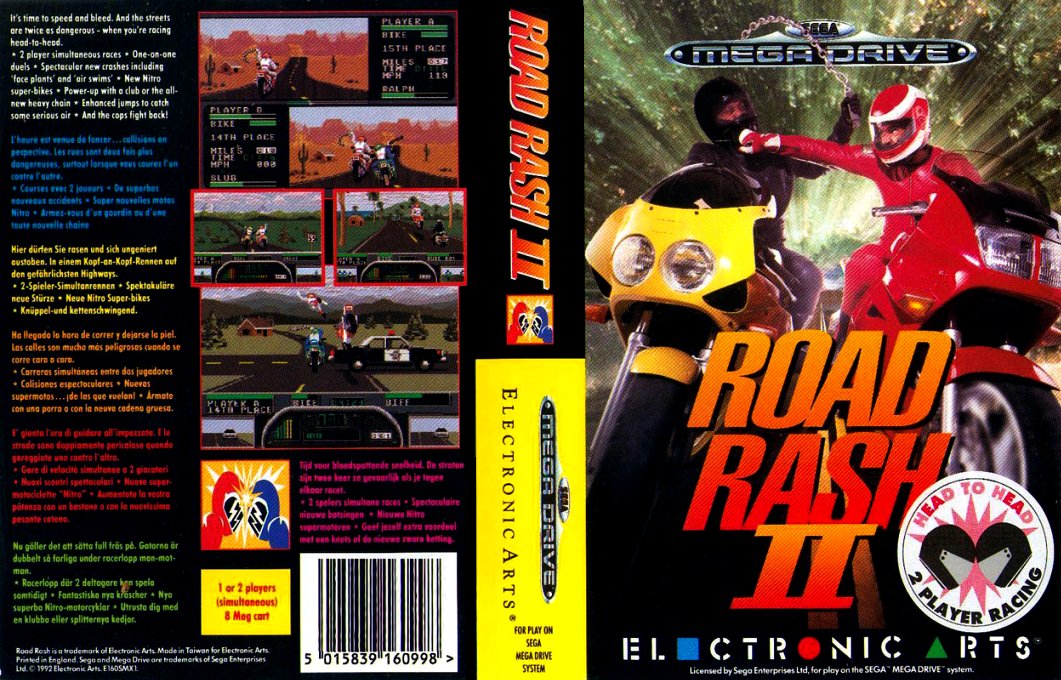 It's time to speed and bleed. And the streets
are twice as dangerous - when you're racing
head-to-head.
• 2 player simultaneous races • One-on-one
duels • Spectacular new crashes including
'face plants' and 'air swims' • New Nitro
super-bikes • Power-up with a club or the all-
new heavy chain • Enhanced jumps to catch
some serious air • And the cops fight back!
L'heure est venue de foncer... collisions en
pespective. Les rues sont deux fois plus
dangereuses, surtout lorsque vous courez l'un
contre l'autre.
• Courses avec 2 joueurs • De superbes
nouveaux accidents • Super nouvelles motos
Nitro • Armez-vous d'un gourdin ou d'une
toute nouvelle chaine
Hier dürfen Sie rasen und sich ungeniert
austoben. In einem Kopf-an-Kopf-Rennen auf
den gefährlichsten Highways.
• 2-Spieler-Simultanrennen • Spektakuläre
neue Stürze • Neue Nitro Super-bikes
• Knüppel-und kettenschwingend.
Ha llegado la hora de correr y dejarse la piel.
Las calles son mucho más peligrosas cuando se
corre cara a cara.
• Carreras simultáneas entre dos jugadores
• Colisiones espectaculares • Nuevas
supermotos... ¡de las que vuelan! • Ármate
con una porra o con la nueva cadena gruesa.
E' giunta l'ora di guidare all'impazzata. E le
strade sono doppiamente pericolose quando
gareggiate uno contro l'altro.
• Gare di velocità simultanee a 2 giocatori
• Nuovi scontri spettacolari • Nuove super-
motociclette "Nitro" • Aumentate la vostra
potenza con un bastone o con la nuovissima
pesante catena.
Nu gäller det att sätta full fräs på. Gatorna är
dubbelt så farliga under racerlopp man-mot-
man.
• Racerlopp där 2 deltagare kan spela
samtidigt • Fantastiska nya kräscher • Nya
superba Nitro-motorcyklar • Utrusta dig med
en klubba eller splitternya kedjor.
Road Rash is a trademark of Electronic Arts. Made in Taiwan for Electronic Arts.
Printed in England. Sega and Mega Drive are trademarks of Sega Enterprises
Ltd. © 1992 Electronic Arts. E160SMX1.
PLAYER A
BIKE
15TH PLACE
MILES
TIME
MPH 119
RALPH
PLAYER B
BIKE
14TH PLACE
MILES
TIME
MPH 003
SLUG
PLAYER A
14TH PLACE
BIKE
BIFF
Tijd voor bloedspattende snelheid. De straten
zijn twee keer zo gevaarlijk als je tegen
elkaar racet.
• 2 spelers simultane races • Spectaculaire
nieuwe botsingen • Nieuwe Nitro
supermotoren • Geef jezelf extra voordeel
met een knots of de nieuwe zware ketting.
1 or 2 players
(simultaneous)
8 Meg cart
5 015839 160998 >
ROAD RASH II
ELECTRONIC ARTS®
SEGA
MEGA DRIVE
FOR PLAY ON
SEGA
MEGA DRIVE
SYSTEM
SEGA
MEGA DRIVE
ROAD
RASH
II
HEAD TO HEAD
2 PLAYER RACING
ELECTRONIC ARTS™
Licensed by Sega Enterprises Ltd, for play on the SEGA™ MEGA DRIVE™ system.